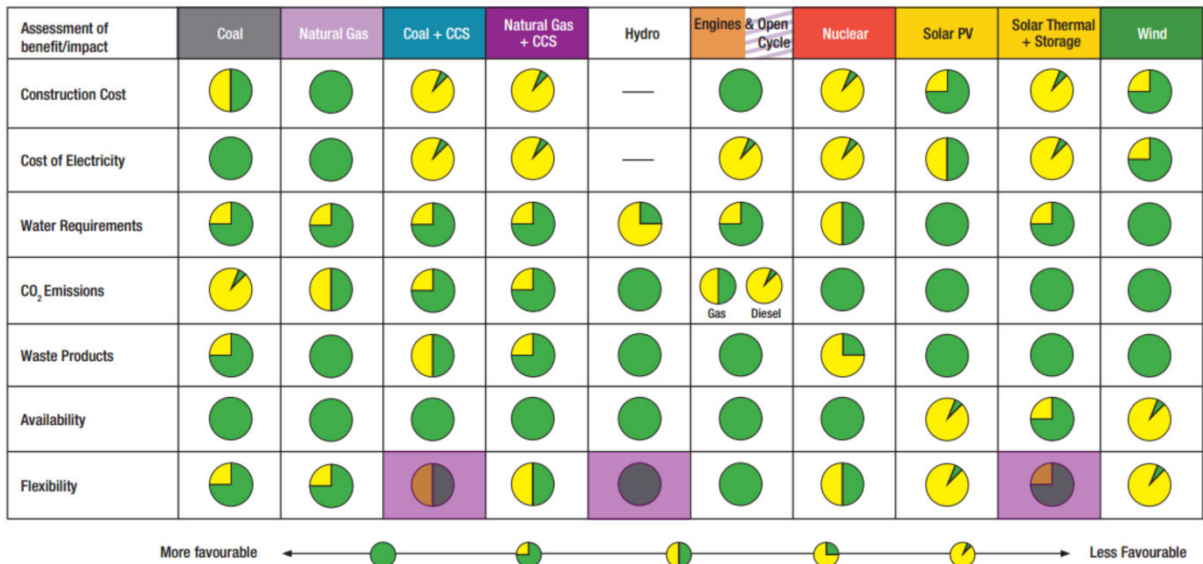 Assessment of
benefit/impact
Coal
Natural Gas
Coal + CCS
Natural Gas
+ CCS
Hydro
Engines & Open
Cycle
Nuclear
Solar PV
Solar Thermal
+ Storage
Wind
Construction Cost
Cost of Electricity
Water Requirements
CO₂ Emissions
Gas
Diesel
Waste Products
Availability
Flexibility
More favourable
Less Favourable